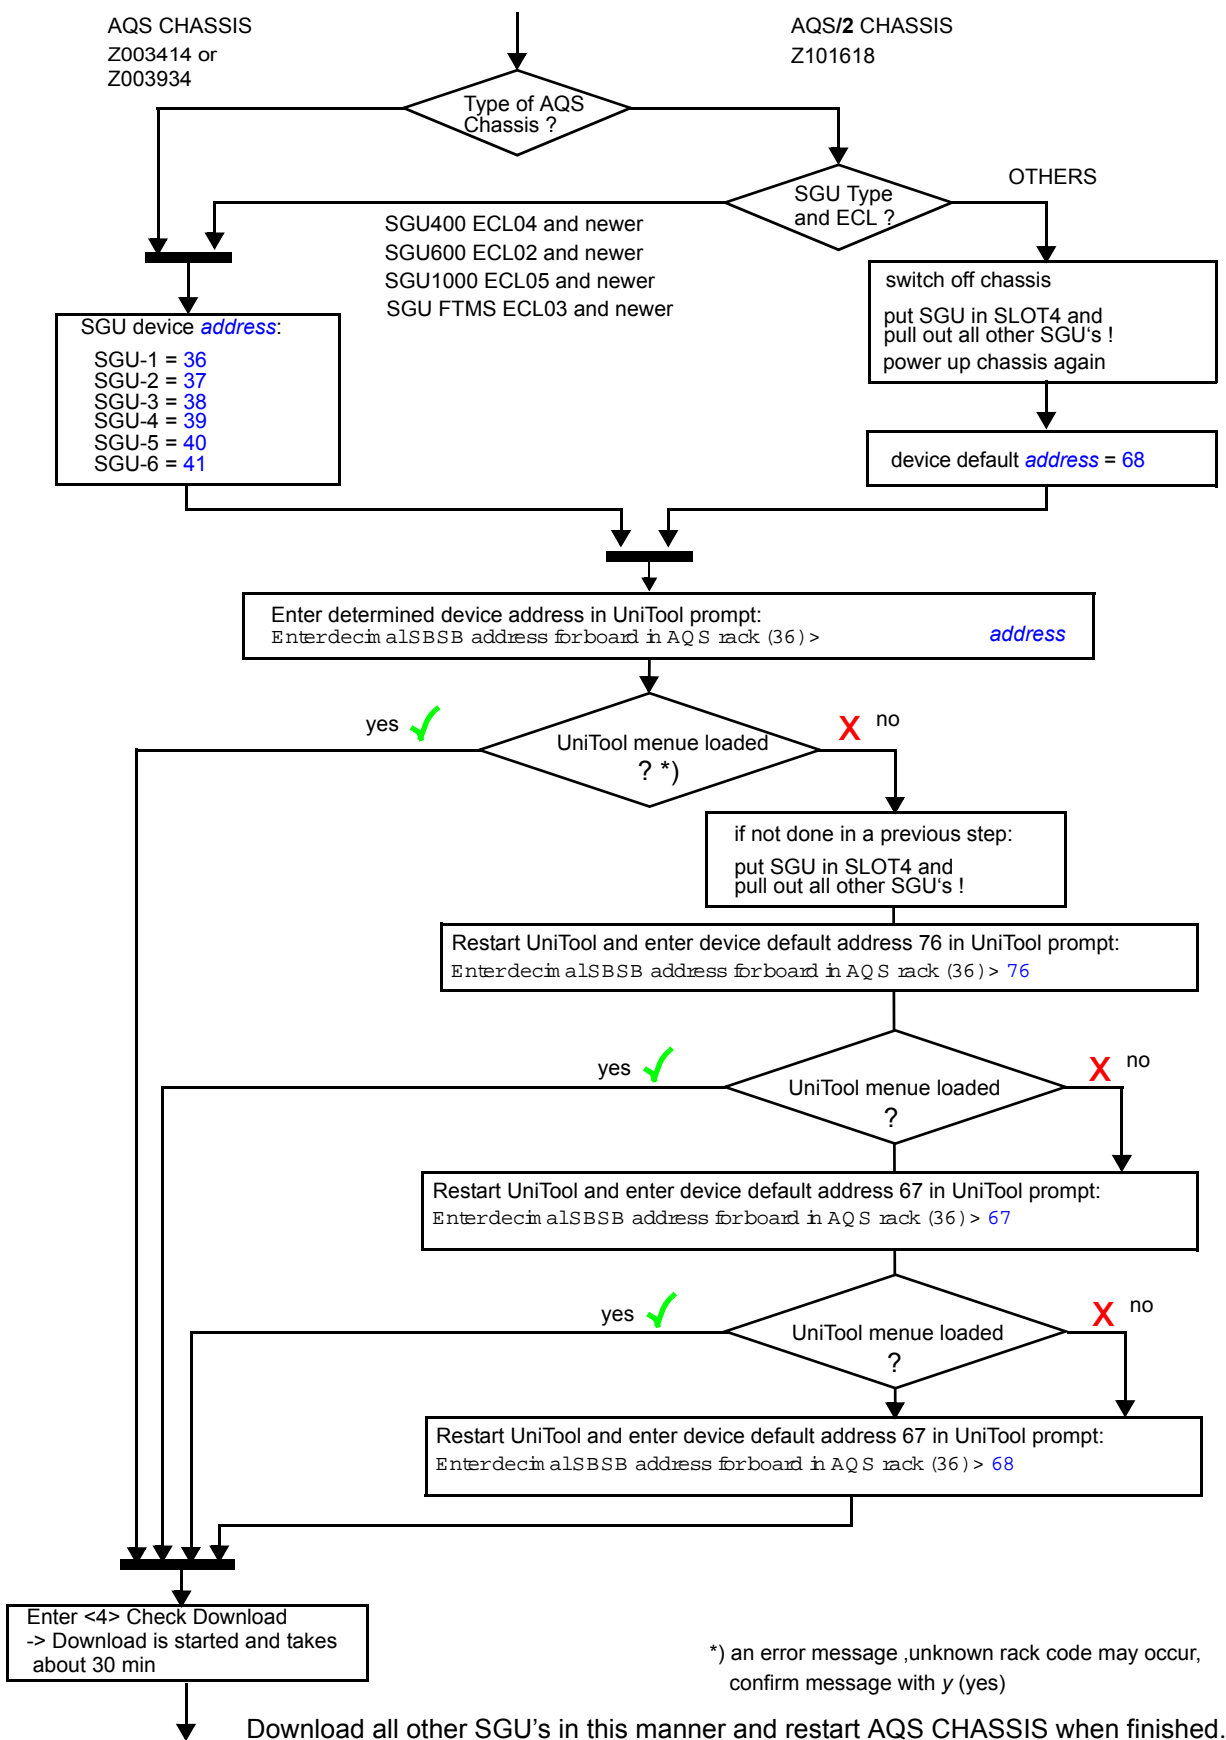 AQS CHASSIS
Z003414 or
Z003934
AQS/2 CHASSIS
Z101618
Type of AQS
Chassis ?
SGU Type
and ECL ?
OTHERS
SGU400 ECL04 and newer
SGU600 ECL02 and newer
SGU1000 ECL05 and newer
SGU FTMS ECL03 and newer
switch off chassis
put SGU in SLOT4 and
pull out all other SGU‘s !
power up chassis again
SGU device address:
SGU-1 = 36
SGU-2 = 37
SGU-3 = 38
SGU-4 = 39
SGU-5 = 40
SGU-6 = 41
device default address = 68
Enter determined device address in UniTool prompt:
Enter decimal SBSB address for board in AQS rack (36)> address
yes
no
UniTool menue loaded
? *)
if not done in a previous step:
put SGU in SLOT4 and
pull out all other SGU‘s !
Restart UniTool and enter device default address 76 in UniTool prompt:
Enter decimal SBSB address for board in AQS rack (36)> 76
yes
no
UniTool menue loaded
?
Restart UniTool and enter device default address 67 in UniTool prompt:
Enter decimal SBSB address for board in AQS rack (36)> 67
yes
no
UniTool menue loaded
?
Restart UniTool and enter device default address 67 in UniTool prompt:
Enter decimal SBSB address for board in AQS rack (36)> 68
Enter <4> Check Download
-> Download is started and takes
about 30 min
*) an error message ,unknown rack code may occur,
confirm message with y (yes)
Download all other SGU's in this manner and restart AQS CHASSIS when finished.